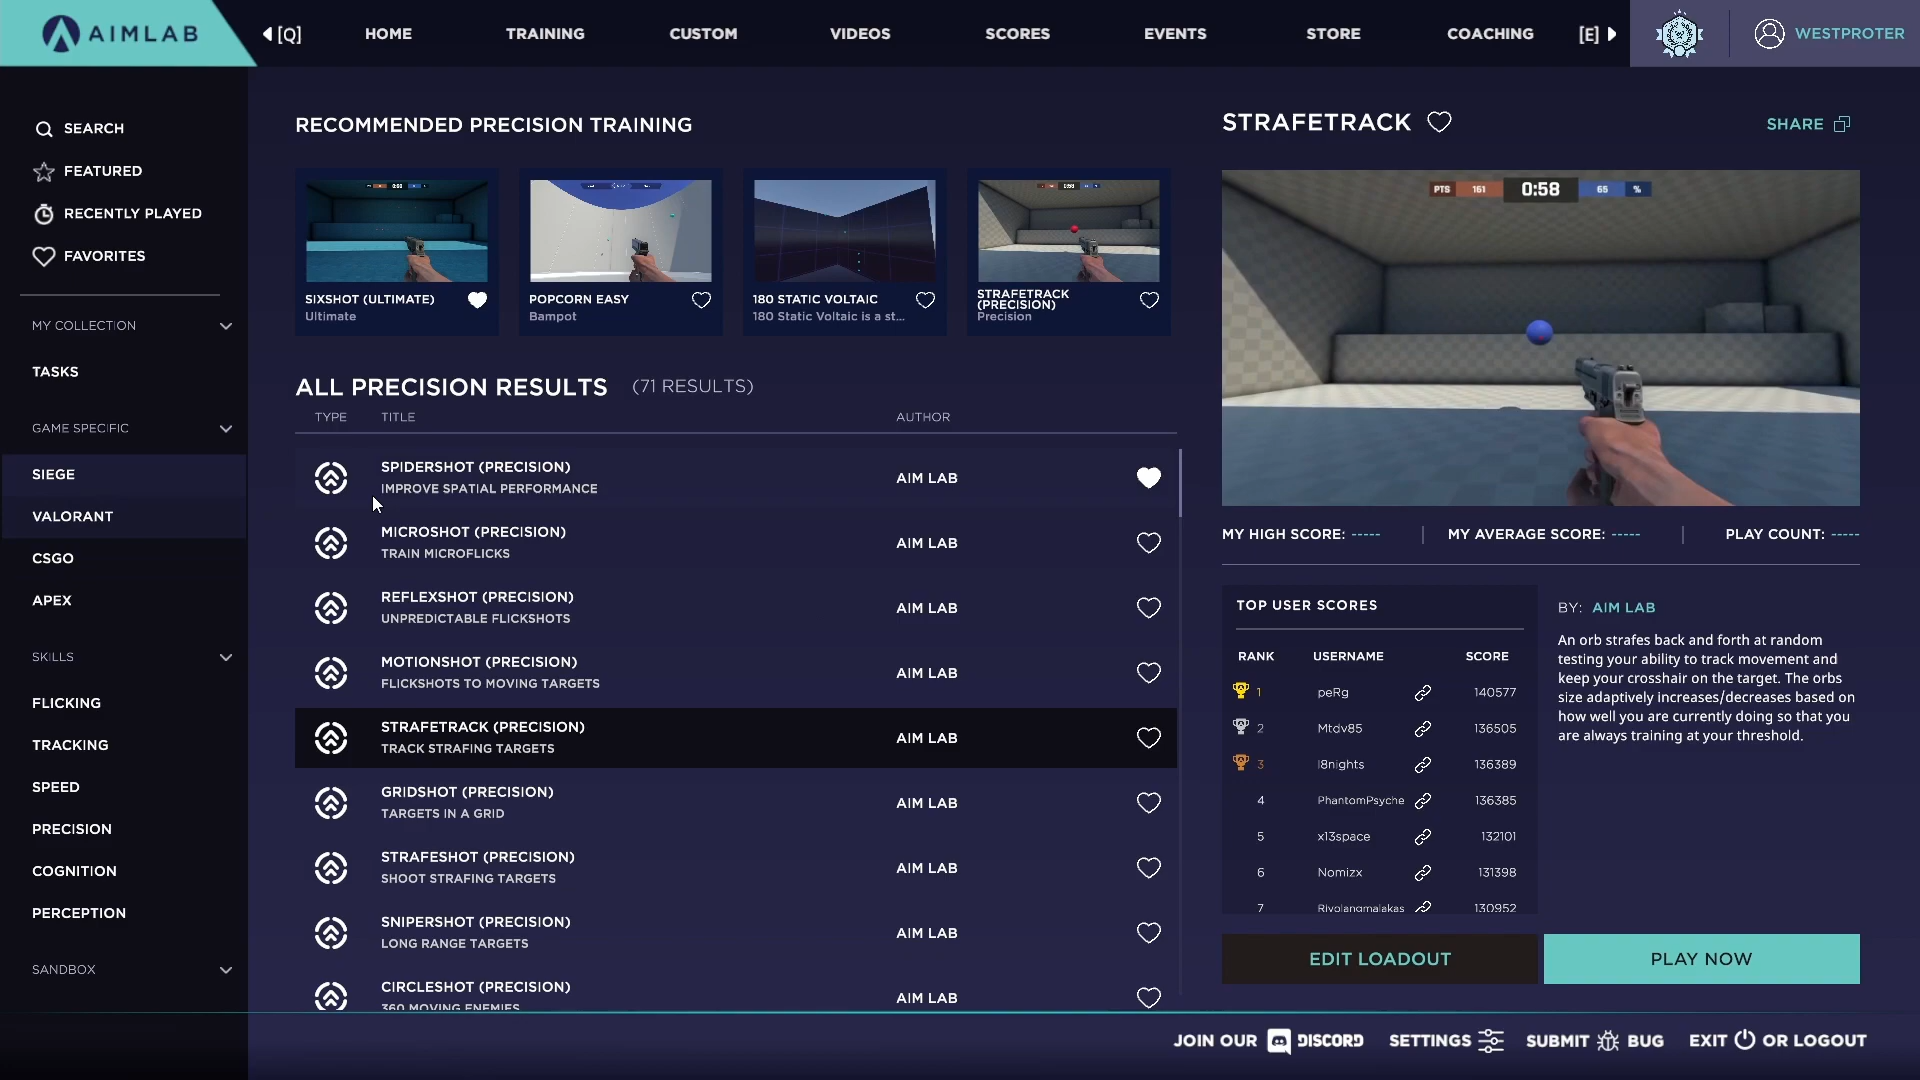 AIMLAB
[Q]
HOME
TRAINING
CUSTOM
VIDEOS
SCORES
EVENTS
STORE
COACHING
[E]
WESTPROTER
SEARCH
FEATURED
RECENTLY PLAYED
FAVORITES
MY COLLECTION
TASKS
GAME SPECIFIC
SIEGE
VALORANT
CSGO
APEX
SKILLS
FLICKING
TRACKING
SPEED
PRECISION
COGNITION
PERCEPTION
SANDBOX
RECOMMENDED PRECISION TRAINING
SIXSHOT (ULTIMATE)
Ultimate
POPCORN EASY
Bampot
180 STATIC VOLTAIC
180 Static Voltaic is a st...
STRAFETRACK
(PRECISION)
Precision
ALL PRECISION RESULTS (71 RESULTS)
TYPE TITLE AUTHOR
SPIDERSHOT (PRECISION)
IMPROVE SPATIAL PERFORMANCE
AIM LAB
MICROSHOT (PRECISION)
TRAIN MICROFLICKS
AIM LAB
REFLEXSHOT (PRECISION)
UNPREDICTABLE FLICKSHOTS
AIM LAB
MOTIONSHOT (PRECISION)
FLICKSHOTS TO MOVING TARGETS
AIM LAB
STRAFETRACK (PRECISION)
TRACK STRAFING TARGETS
AIM LAB
GRIDSHOT (PRECISION)
TARGETS IN A GRID
AIM LAB
STRAFESHOT (PRECISION)
SHOOT STRAFING TARGETS
AIM LAB
SNIPERSHOT (PRECISION)
LONG RANGE TARGETS
AIM LAB
CIRCLESHOT (PRECISION)
360 MOVING ENEMIES
AIM LAB
STRAFETRACK
SHARE
PTS 161 0:58 65 %
MY HIGH SCORE: -----
MY AVERAGE SCORE: -----
PLAY COUNT: -----
TOP USER SCORES
RANK USERNAME SCORE
1 peRg 140577
2 Mtdv85 136505
3 l8nights 136389
4 PhantomPsyche 136385
5 x13space 132101
6 Nomizx 131398
7 Rivolangmalakas 130952
BY: AIM LAB
An orb strafes back and forth at random
testing your ability to track movement and
keep your crosshair on the target. The orbs
size adaptively increases/decreases based on
how well you are currently doing so that you
are always training at your threshold.
EDIT LOADOUT
PLAY NOW
JOIN OUR DISCORD
SETTINGS
SUBMIT BUG
EXIT OR LOGOUT